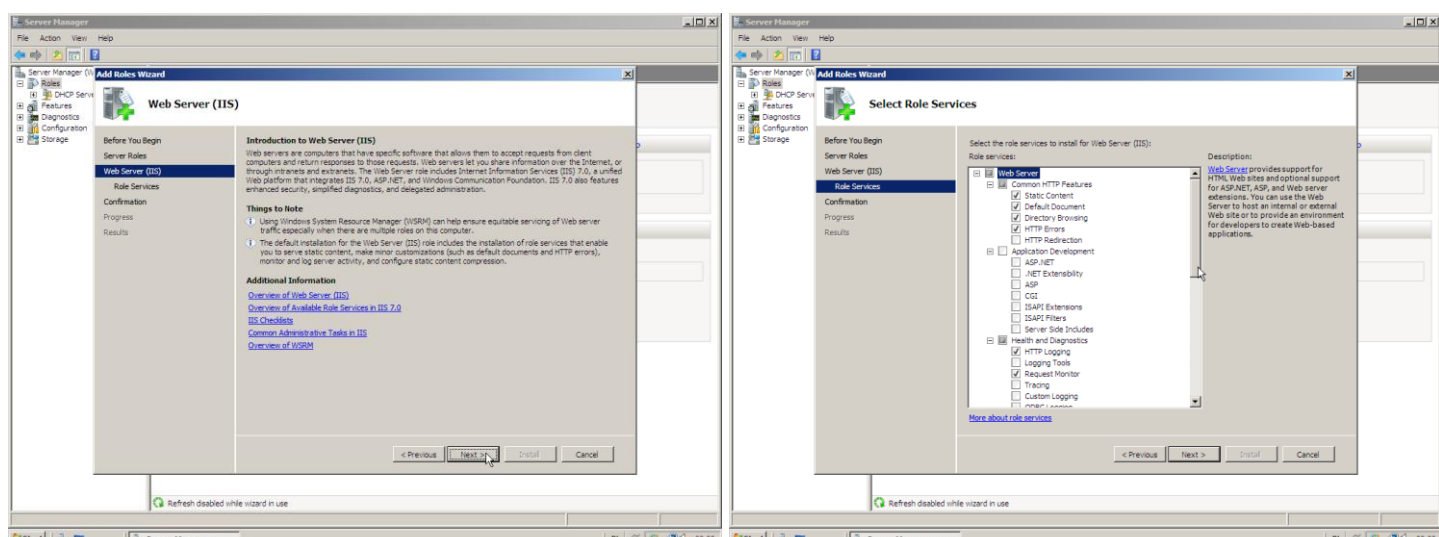 Server Manager
File Action View Help
Server Manager (W
Roles
DHCP Serve
Features
Diagnostics
Configuration
Storage
Add Roles Wizard
Web Server (IIS)
Before You Begin
Server Roles
Web Server (IIS)
Role Services
Confirmation
Progress
Results
Introduction to Web Server (IIS)
Web servers are computers that have specific software that allows them to accept requests from client
computers and return responses to those requests. Web servers let you share information over the Internet, or
through intranets and extranets. The Web Server role includes Internet Information Services (IIS) 7.0, a unified
Web platform that integrates IIS 7.0, ASP.NET, and Windows Communication Foundation. IIS 7.0 also features
enhanced security, simplified diagnostics, and delegated administration.
Things to Note
Using Windows System Resource Manager (WSRM) can help ensure equitable servicing of Web server
traffic especially when there are multiple roles on this computer.
The default installation for the Web Server (IIS) role includes the installation of role services that enable
you to serve static content, make minor customizations (such as default documents and HTTP errors),
monitor and log server activity, and configure static content compression.
Additional Information
Overview of Web Server (IIS)
Overview of Available Role Services in IIS 7.0
IIS Checklists
Common Administrative Tasks in IIS
Overview of WSRM
< Previous Next > Install Cancel
Refresh disabled while wizard in use
Server Manager
File Action View Help
Server Manager (W
Roles
DHCP Serve
Features
Diagnostics
Configuration
Storage
Add Roles Wizard
Select Role Services
Before You Begin
Server Roles
Web Server (IIS)
Role Services
Confirmation
Progress
Results
Select the role services to install for Web Server (IIS):
Role services:
Web Server
Common HTTP Features
Static Content
Default Document
Directory Browsing
HTTP Errors
HTTP Redirection
Application Development
ASP.NET
.NET Extensibility
ASP
CGI
ISAPI Extensions
ISAPI Filters
Server Side Includes
Health and Diagnostics
HTTP Logging
Logging Tools
Request Monitor
Tracing
Custom Logging
ODBC Logging
More about role services
Description:
Web Server provides support for
HTML Web sites and optional support
for ASP.NET, ASP, and Web server
extensions. You can use the Web
Server to host an internal or external
Web site or to provide an environment
for developers to create Web-based
applications.
< Previous Next > Install Cancel
Refresh disabled while wizard in use